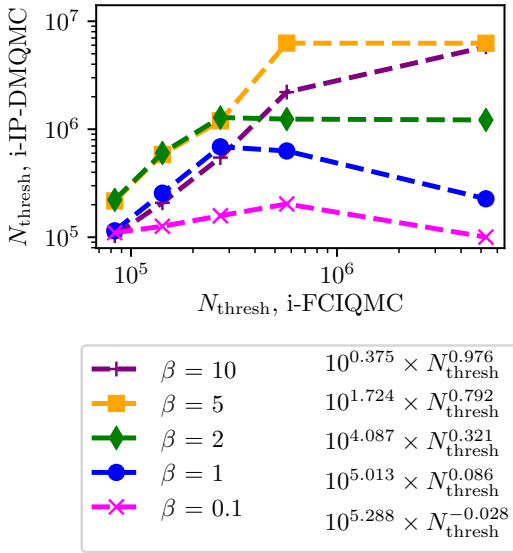 10^7
10^6
10^5
N_thresh, i-IP-DMQMC
10^5 10^6
N_thresh, i-FCIQMC
β = 10 10^0.375 × N_thresh^0.976
β = 5 10^1.724 × N_thresh^0.792
β = 2 10^4.087 × N_thresh^0.321
β = 1 10^5.013 × N_thresh^0.086
β = 0.1 10^5.288 × N_thresh^−0.028